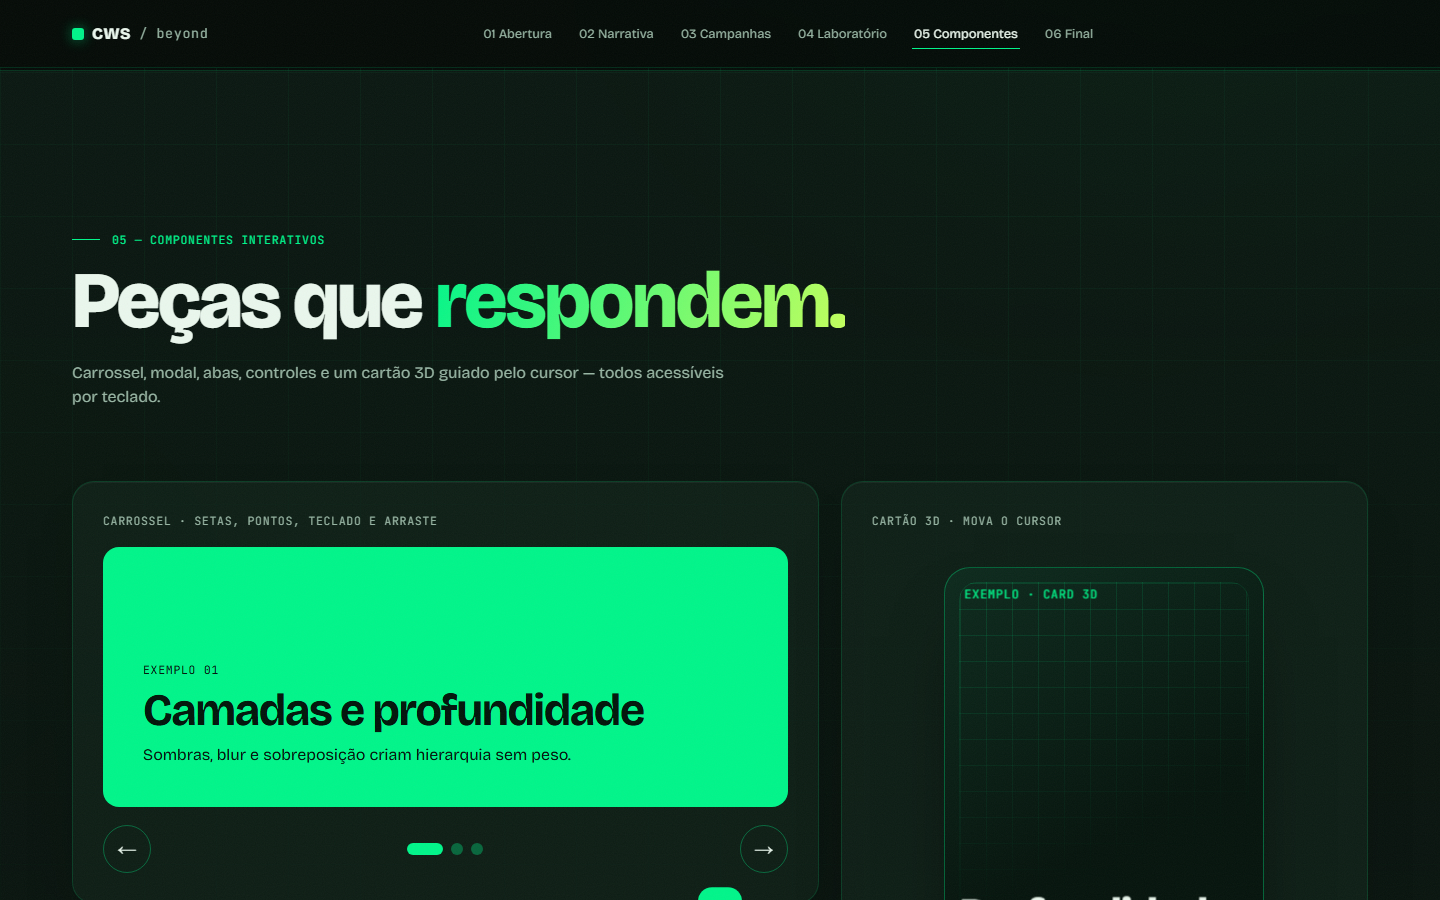 cws / beyond
01 Abertura
02 Narrativa
03 Campanhas
04 Laboratório
05 Componentes
06 Final
05 — COMPONENTES INTERATIVOS
Peças que respondem.
Carrossel, modal, abas, controles e um cartão 3D guiado pelo cursor — todos acessíveis
por teclado.
CARROSSEL · SETAS, PONTOS, TECLADO E ARRASTE
EXEMPLO 01
Camadas e profundidade
Sombras, blur e sobreposição criam hierarquia sem peso.
←
→
CARTÃO 3D · MOVA O CURSOR
EXEMPLO · CARD 3D